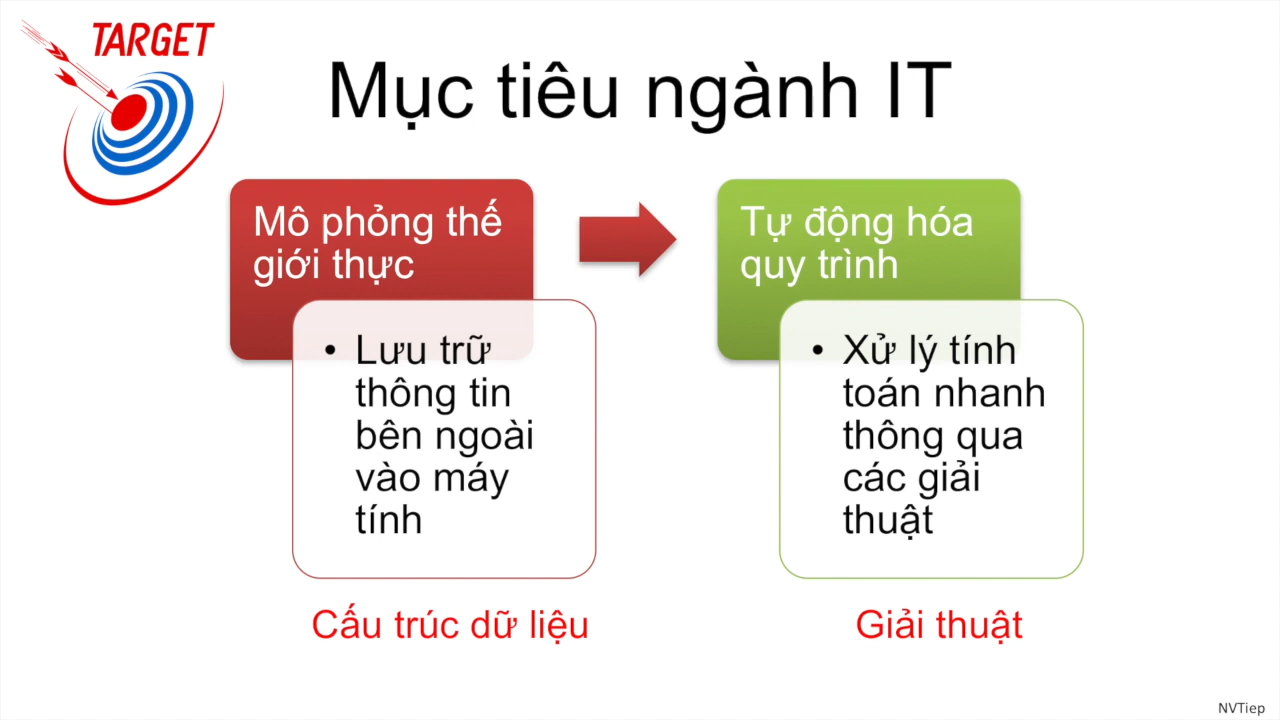 TARGET
Mục tiêu ngành IT
Mô phỏng thế
giới thực
• Lưu trữ
thông tin
bên ngoài
vào máy
tính
Cấu trúc dữ liệu
Tự động hóa
quy trình
• Xử lý tính
toán nhanh
thông qua
các giải
thuật
Giải thuật
NVTiep